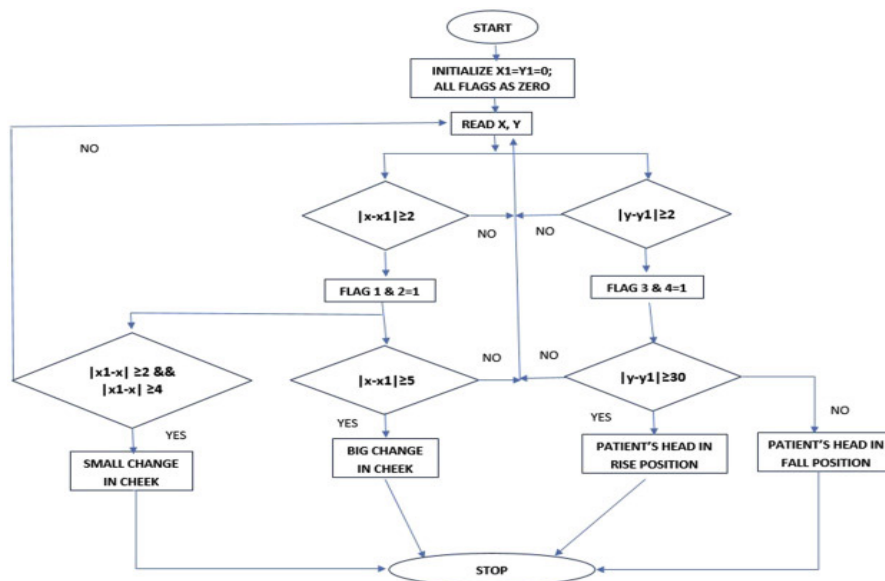 START
INITIALIZE X1=Y1=0;
ALL FLAGS AS ZERO
NO
READ X, Y
|x-x1|≥2
|y-y1|≥2
NO
NO
FLAG 1 & 2=1
FLAG 3 & 4=1
|x1-x| ≥2 &&
|x1-x| ≥4
|x-x1|≥5
NO
NO
|y-y1|≥30
YES
YES
YES
NO
SMALL CHANGE
IN CHEEK
BIG CHANGE
IN CHEEK
PATIENT'S HEAD IN
RISE POSITION
PATIENT'S HEAD IN
FALL POSITION
STOP